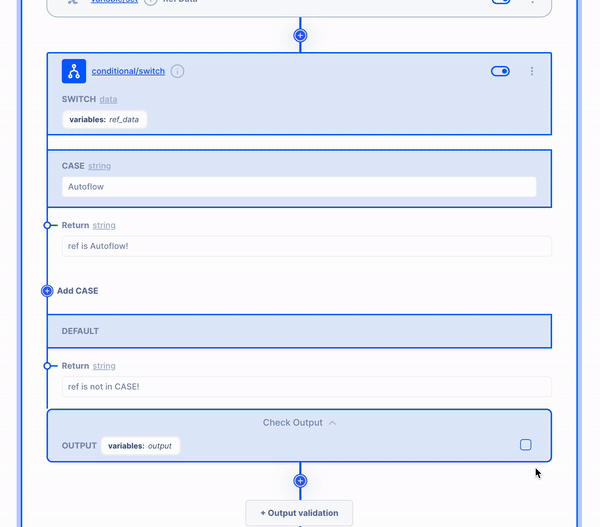 variable/set i Ref Data
conditional/switch i
SWITCH data
variables: ref_data
CASE string
Autoflow
Return string
ref is Autoflow!
Add CASE
DEFAULT
Return string
ref is not in CASE!
Check Output
OUTPUT variables: output
+ Output validation